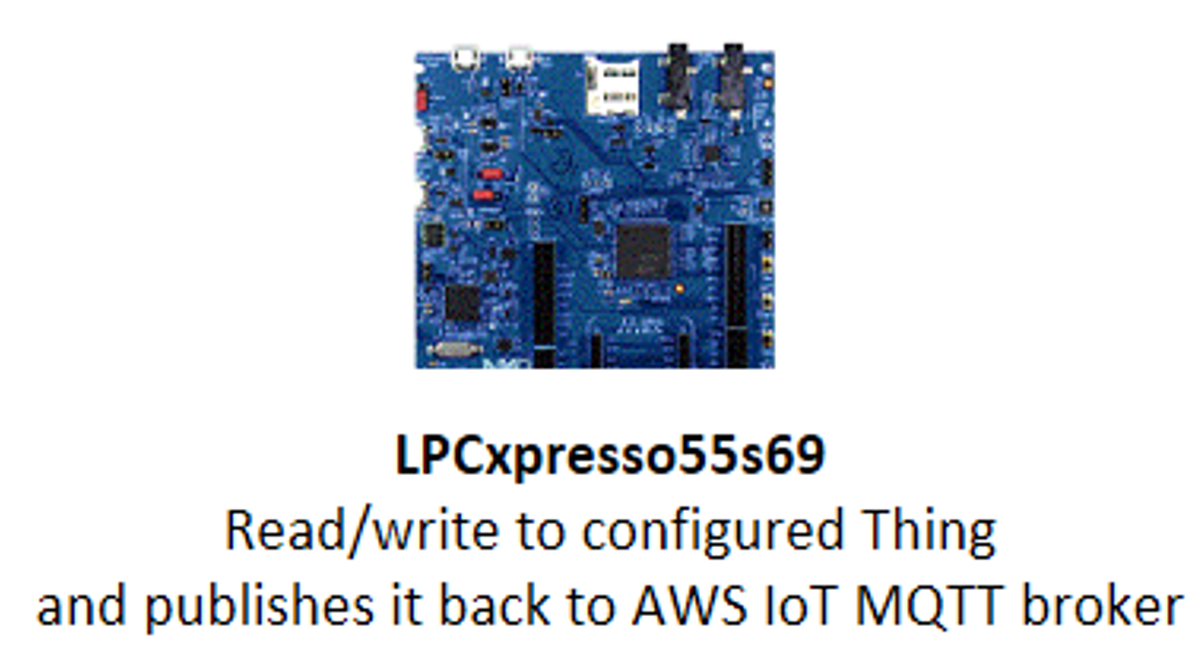 LPCxpresso55s69
Read/write to configured Thing
and publishes it back to AWS IoT MQTT broker